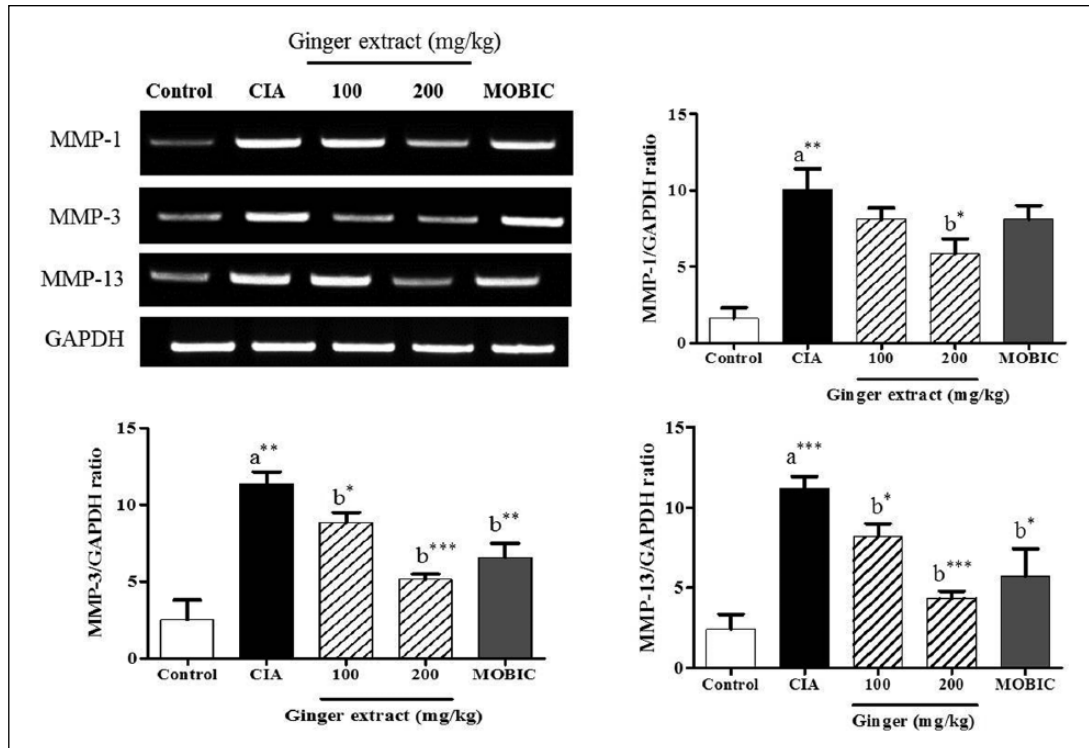 Ginger extract (mg/kg)
Control CIA 100 200 MOBIC
MMP-1
MMP-3
MMP-13
GAPDH
MMP-1/GAPDH ratio
15
10
5
0
a**
b*
Control CIA 100 200 MOBIC
Ginger extract (mg/kg)
MMP-3/GAPDH ratio
15
10
5
0
a**
b*
b***
b**
Control CIA 100 200 MOBIC
Ginger extract (mg/kg)
MMP-13/GAPDH ratio
15
10
5
0
a***
b*
b***
b*
Control CIA 100 200 MOBIC
Ginger (mg/kg)